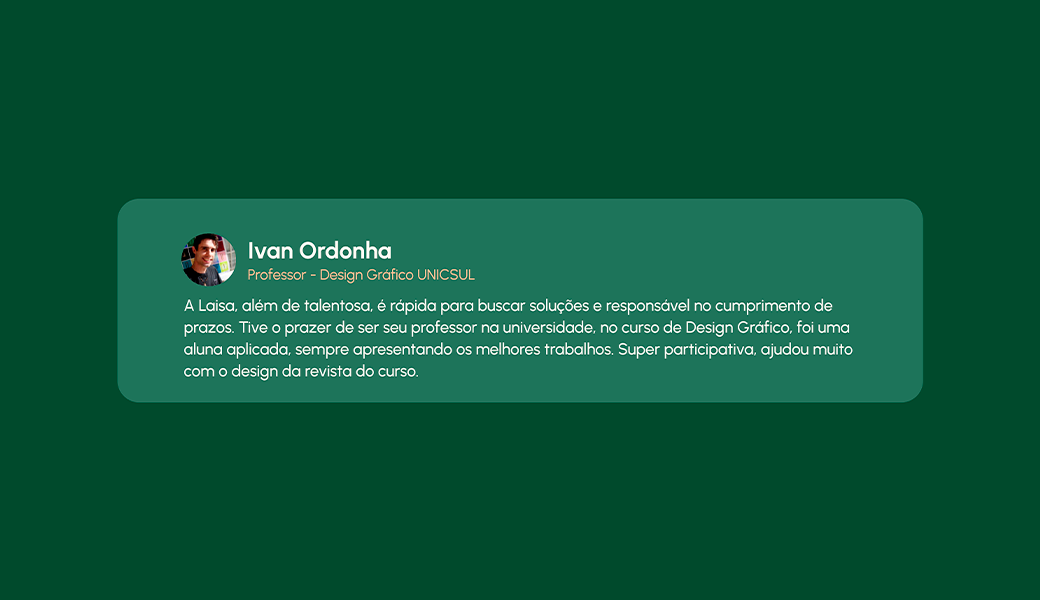 Ivan Ordonha
Professor - Design Gráfico UNICSUL
A Laisa, além de talentosa, é rápida para buscar soluções e responsável no cumprimento de
prazos. Tive o prazer de ser seu professor na universidade, no curso de Design Gráfico, foi uma
aluna aplicada, sempre apresentando os melhores trabalhos. Super participativa, ajudou muito
com o design da revista do curso.